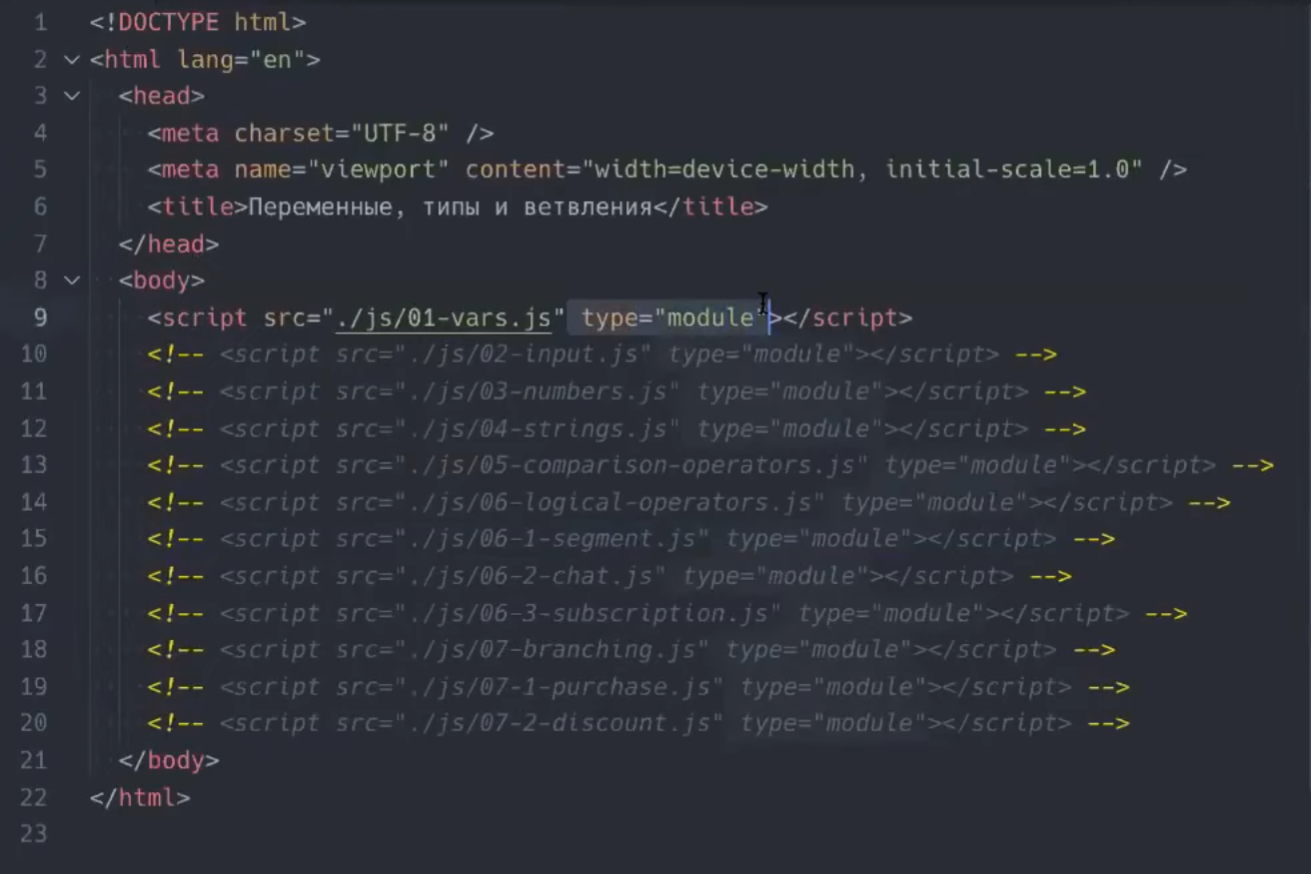 1 <!DOCTYPE html>
2 <html lang="en">
3 <head>
4 <meta charset="UTF-8" />
5 <meta name="viewport" content="width=device-width, initial-scale=1.0" />
6 <title>Переменные, типы и ветвления</title>
7 </head>
8 <body>
9 <script src="./js/01-vars.js" type="module"></script>
10 <!-- <script src="./js/02-input.js" type="module"></script> -->
11 <!-- <script src="./js/03-numbers.js" type="module"></script> -->
12 <!-- <script src="./js/04-strings.js" type="module"></script> -->
13 <!-- <script src="./js/05-comparison-operators.js" type="module"></script> -->
14 <!-- <script src="./js/06-logical-operators.js" type="module"></script> -->
15 <!-- <script src="./js/06-1-segment.js" type="module"></script> -->
16 <!-- <script src="./js/06-2-chat.js" type="module"></script> -->
17 <!-- <script src="./js/06-3-subscription.js" type="module"></script> -->
18 <!-- <script src="./js/07-branching.js" type="module"></script> -->
19 <!-- <script src="./js/07-1-purchase.js" type="module"></script> -->
20 <!-- <script src="./js/07-2-discount.js" type="module"></script> -->
21 </body>
22 </html>
23